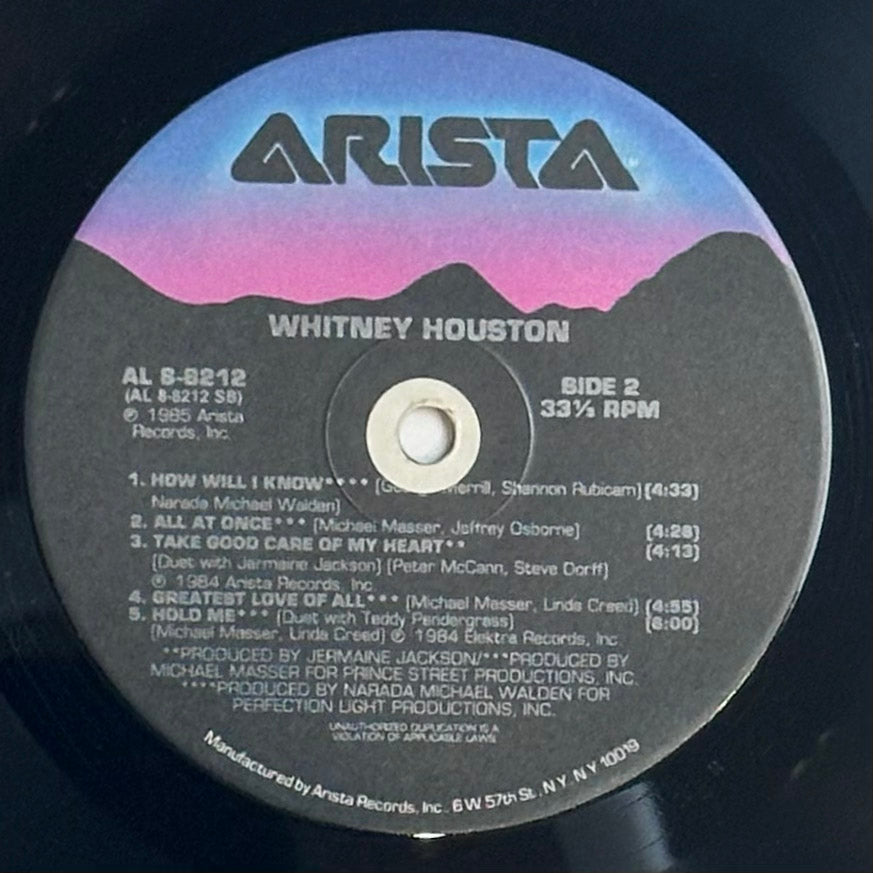 ARISTA
WHITNEY HOUSTON
AL 8-8212
(AL 8-8212 SB)
℗ 1985 Arista
Records, Inc.
SIDE 2
33⅓ RPM
1. HOW WILL I KNOW**** (Merrill, Shannon Rubicam) (4:33)
Narada Michael Walden)
2. ALL AT ONCE*** (Michael Masser, Jeffrey Osborne) (4:26)
3. TAKE GOOD CARE OF MY HEART** (4:13)
(Duet with Jermaine Jackson) (Peter McCann, Steve Dorff)
℗ 1984 Arista Records, Inc.
4. GREATEST LOVE OF ALL*** (Michael Masser, Linda Creed) (4:55)
5. HOLD ME*** (Duet with Teddy Pendergrass) (6:00)
(Michael Masser, Linda Creed) ℗ 1984 Elektra Records, Inc
**PRODUCED BY JERMAINE JACKSON/***PRODUCED BY
MICHAEL MASSER FOR PRINCE STREET PRODUCTIONS, INC.
****PRODUCED BY NARADA MICHAEL WALDEN FOR
PERFECTION LIGHT PRODUCTIONS, INC.
UNAUTHORIZED DUPLICATION IS A
VIOLATION OF APPLICABLE LAWS
Manufactured by Arista Records, Inc., 6 W. 57th St., N.Y. N.Y 10019